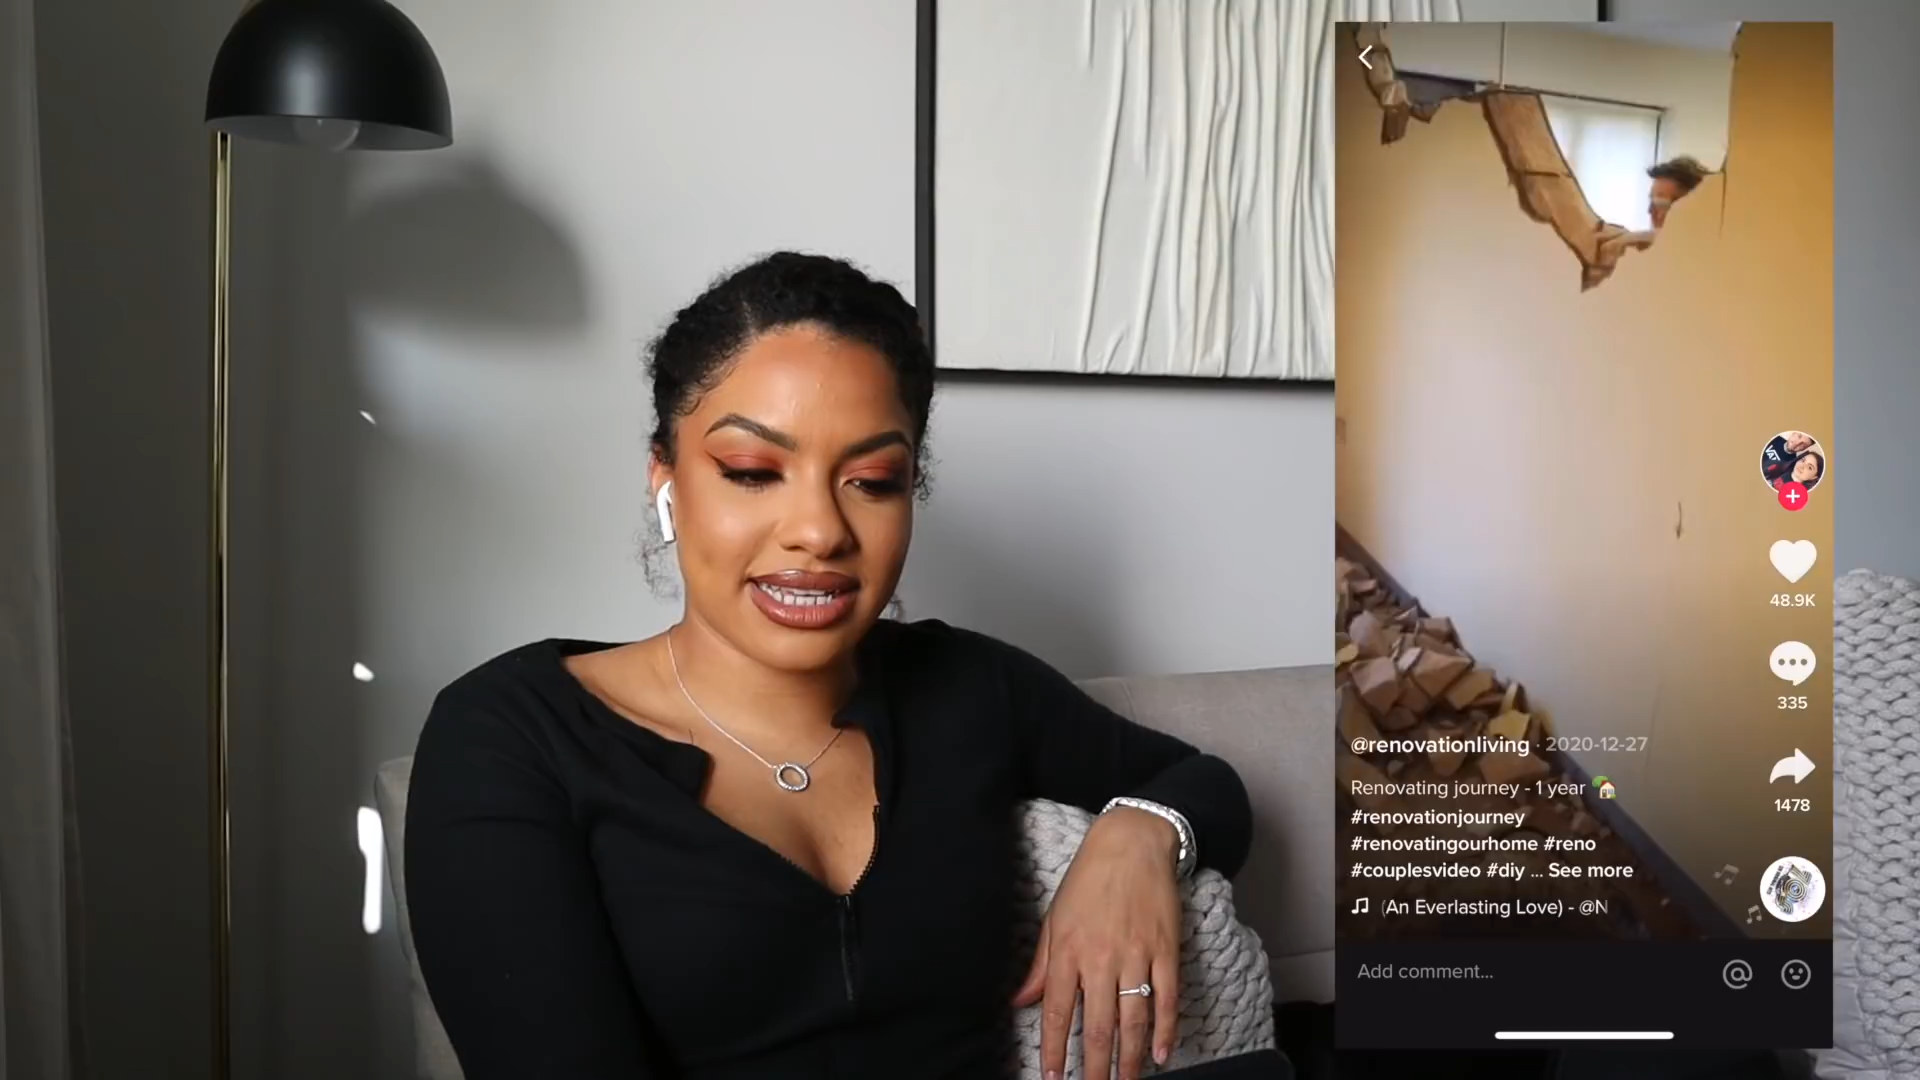 48.9K
335
@renovationliving · 2020-12-27
1478
Renovating journey - 1 year
#renovationjourney
#renovatingourhome #reno
#couplesvideo #diy ... See more
(An Everlasting Love) - @N
Add comment...